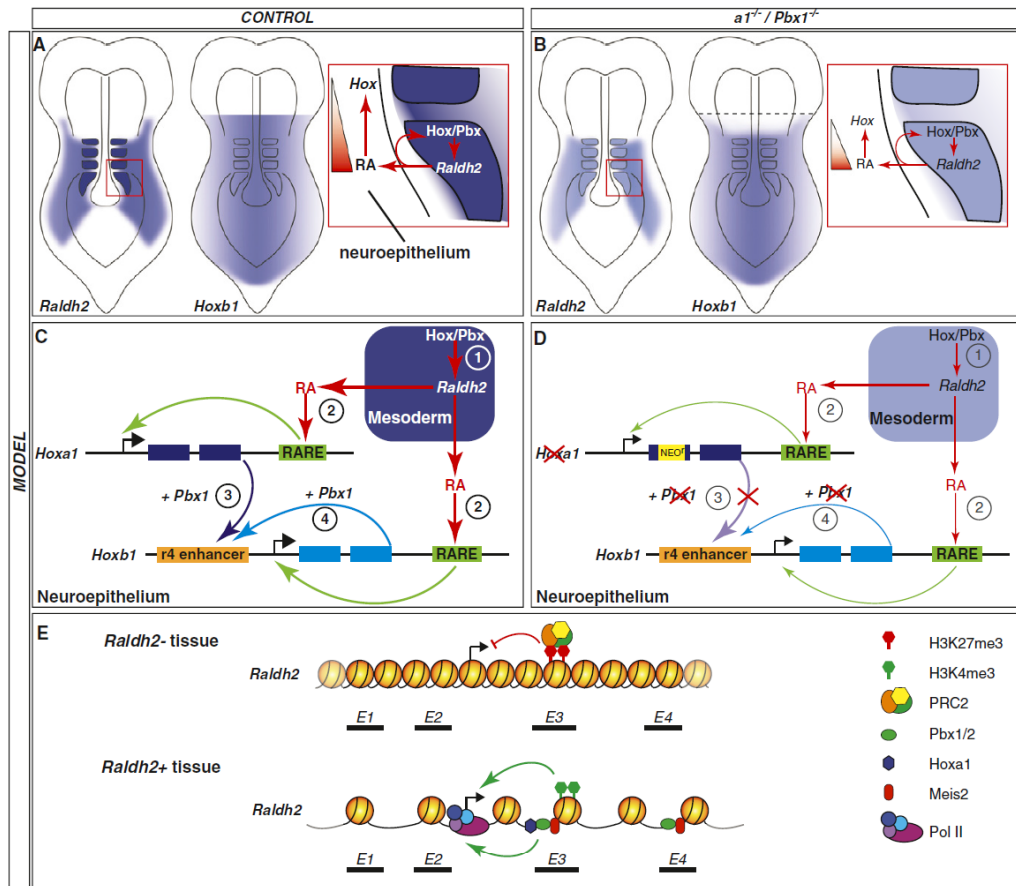 CONTROL
a1-/- / Pbx1-/-
MODEL
A
Hox
Hox/Pbx
RA
Raldh2
neuroepithelium
Raldh2
Hoxb1
B
Hox
Hox/Pbx
RA
Raldh2
Raldh2
Hoxb1
C
Hox/Pbx
1
RA
Raldh2
2
Mesoderm
Hoxa1
RARE
+ Pbx1
3
+ Pbx1
4
RA
2
Hoxb1
r4 enhancer
RARE
Neuroepithelium
D
Hox/Pbx
1
RA
Raldh2
2
Mesoderm
Hoxa1
NEOr
RARE
+ Pbx1
3
+ Pbx1
4
RA
2
Hoxb1
r4 enhancer
RARE
Neuroepithelium
E
Raldh2- tissue
Raldh2
E1 E2 E3 E4
Raldh2+ tissue
Raldh2
E1 E2 E3 E4
H3K27me3
H3K4me3
PRC2
Pbx1/2
Hoxa1
Meis2
Pol II